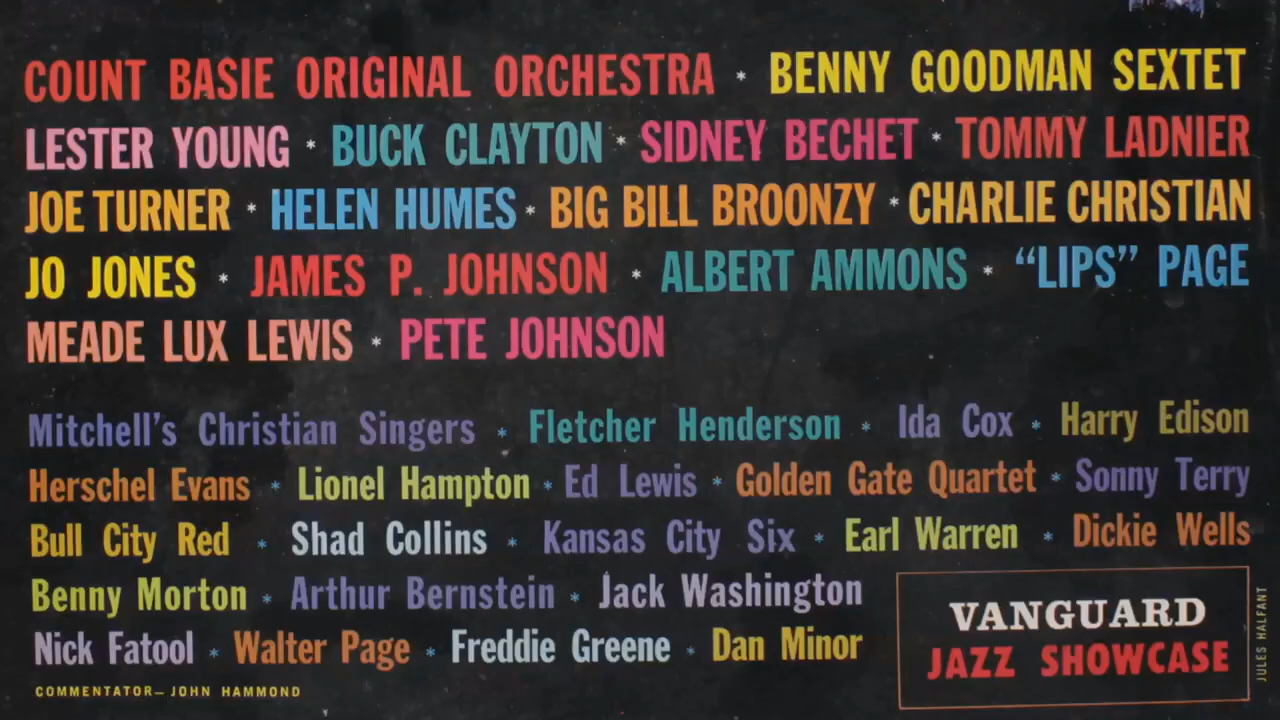 COUNT BASIE ORIGINAL ORCHESTRA * BENNY GOODMAN SEXTET
LESTER YOUNG * BUCK CLAYTON * SIDNEY BECHET * TOMMY LADNIER
JOE TURNER * HELEN HUMES * BIG BILL BROONZY * CHARLIE CHRISTIAN
JO JONES * JAMES P. JOHNSON * ALBERT AMMONS * “LIPS” PAGE
MEADE LUX LEWIS * PETE JOHNSON
Mitchell's Christian Singers * Fletcher Henderson * Ida Cox * Harry Edison
Herschel Evans * Lionel Hampton * Ed Lewis * Golden Gate Quartet * Sonny Terry
Bull City Red * Shad Collins * Kansas City Six * Earl Warren * Dickie Wells
Benny Morton * Arthur Bernstein * Jack Washington
Nick Fatool * Walter Page * Freddie Greene * Dan Minor
COMMENTATOR—JOHN HAMMOND
VANGUARD
JAZZ SHOWCASE
JULES HALFANT